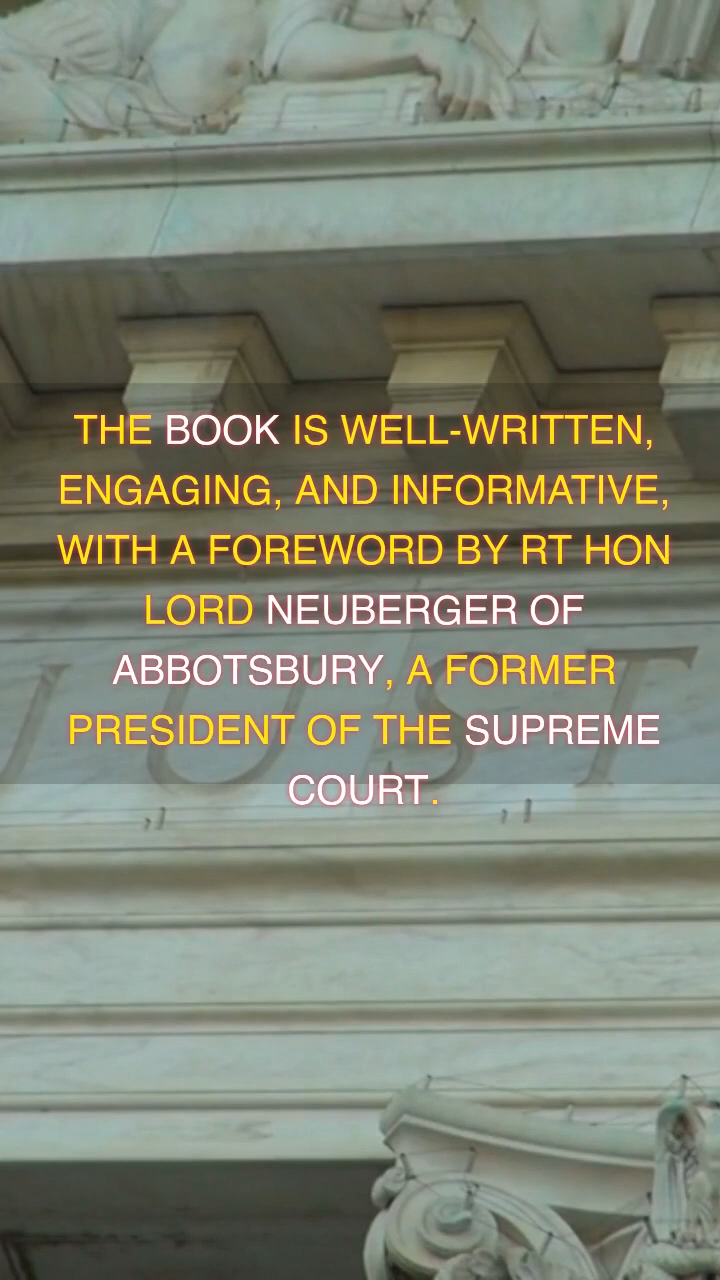 THE BOOK IS WELL-WRITTEN,
ENGAGING, AND INFORMATIVE,
WITH A FOREWORD BY RT HON
LORD NEUBERGER OF
ABBOTSBURY, A FORMER
PRESIDENT OF THE SUPREME
COURT.
JUST